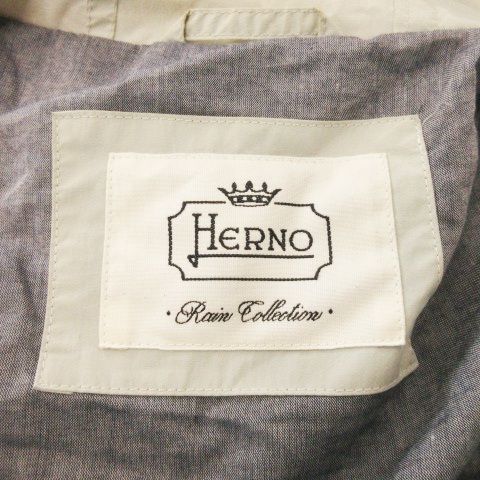 HERNO
· Rain Collection ·